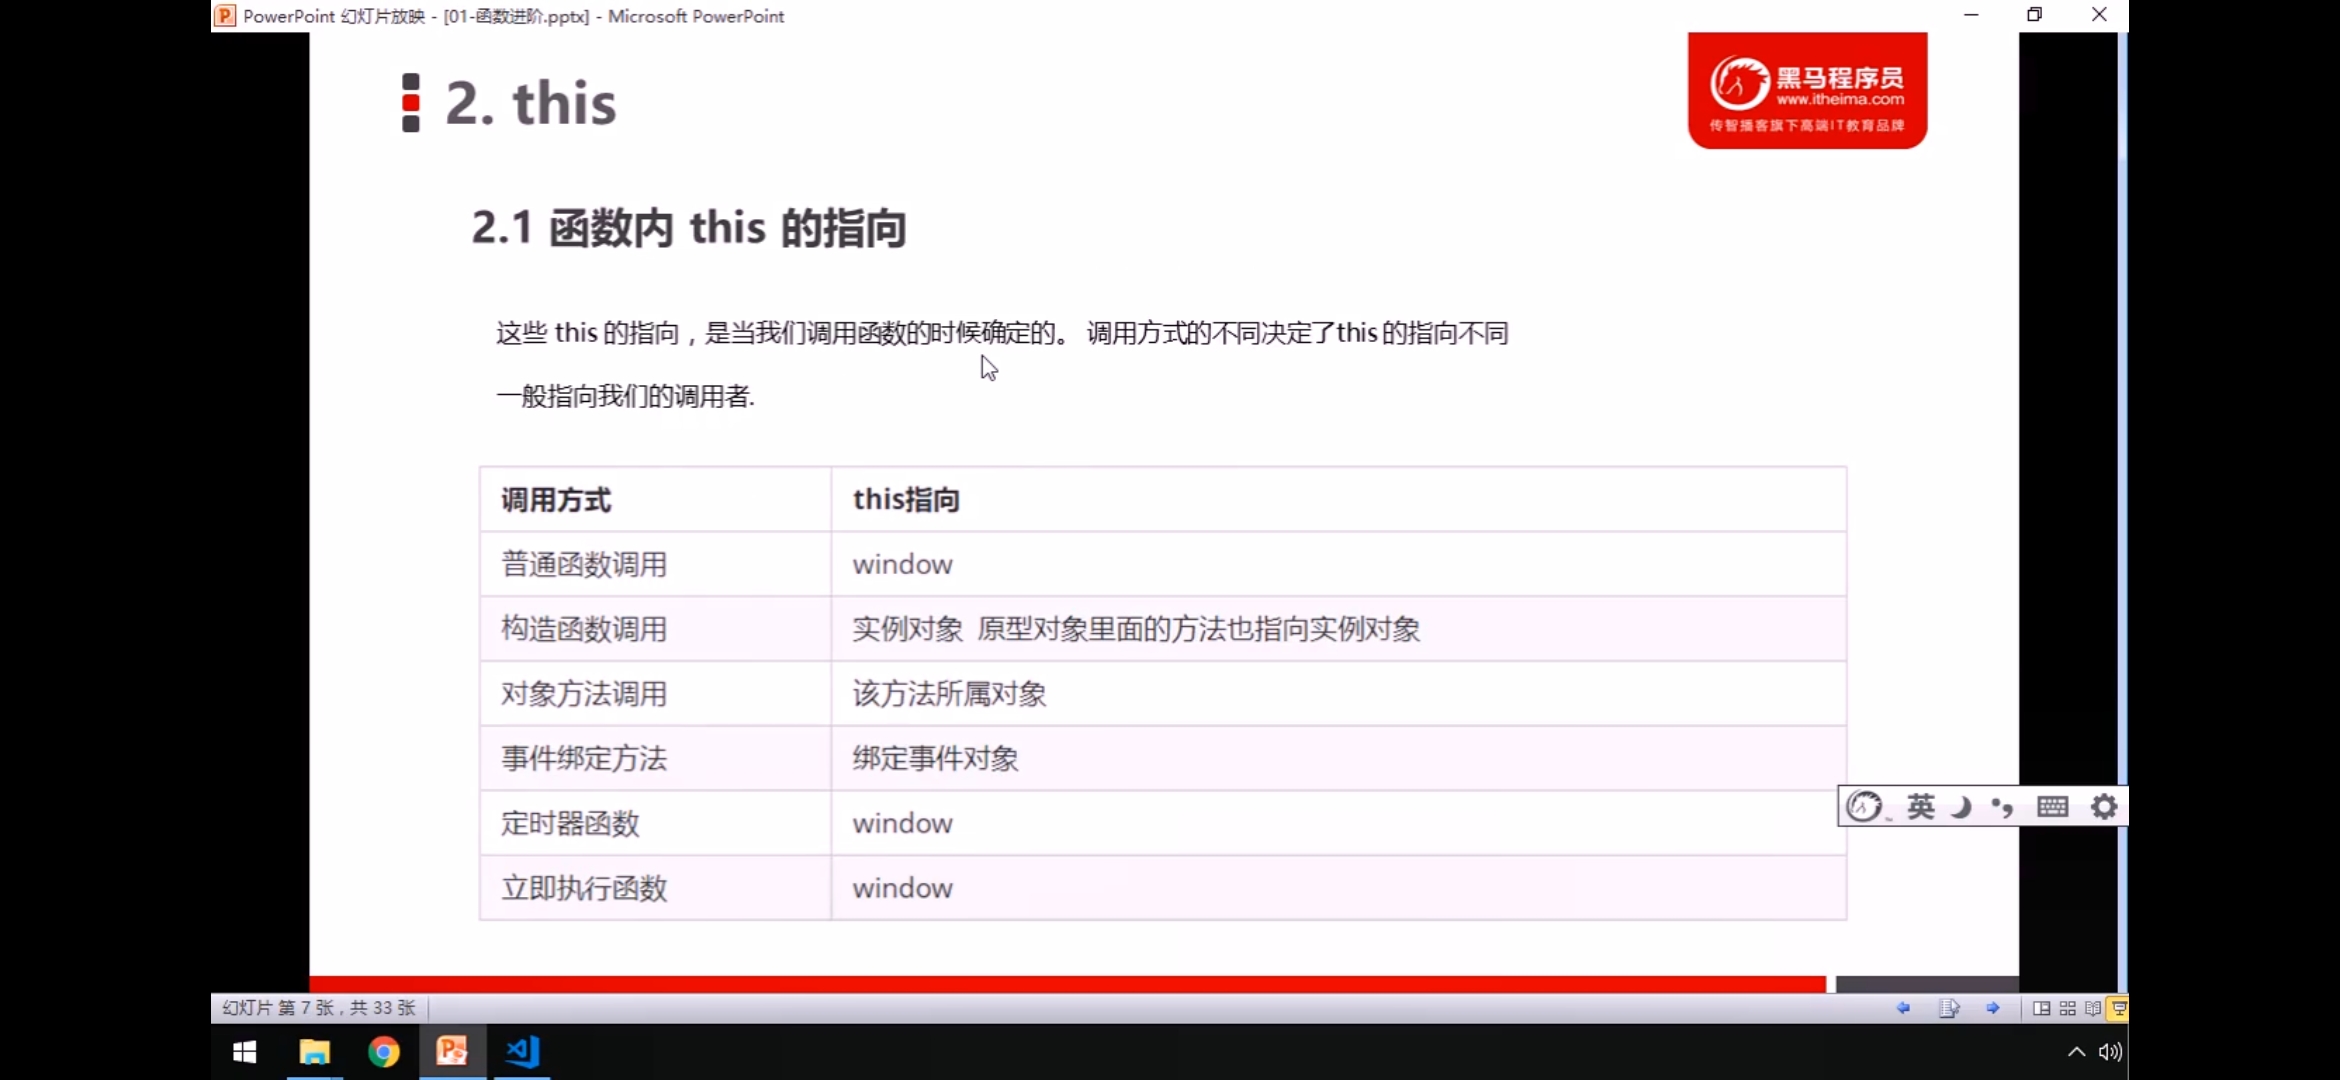 PowerPoint 幻灯片放映 - [01-函数进阶.pptx] - Microsoft PowerPoint
2. this
黑马程序员
www.itheima.com
传智播客旗下高端IT教育品牌
2.1 函数内 this 的指向
这些 this 的指向，是当我们调用函数的时候确定的。 调用方式的不同决定了this 的指向不同
一般指向我们的调用者.
调用方式 this指向
普通函数调用 window
构造函数调用 实例对象 原型对象里面的方法也指向实例对象
对象方法调用 该方法所属对象
事件绑定方法 绑定事件对象
定时器函数 window
立即执行函数 window
英
幻灯片 第 7 张，共 33 张